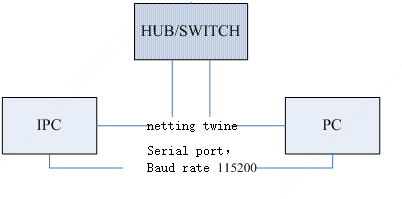 HUB/SWITCH
IPC
netting twine
PC
Serial port,
Baud rate 115200